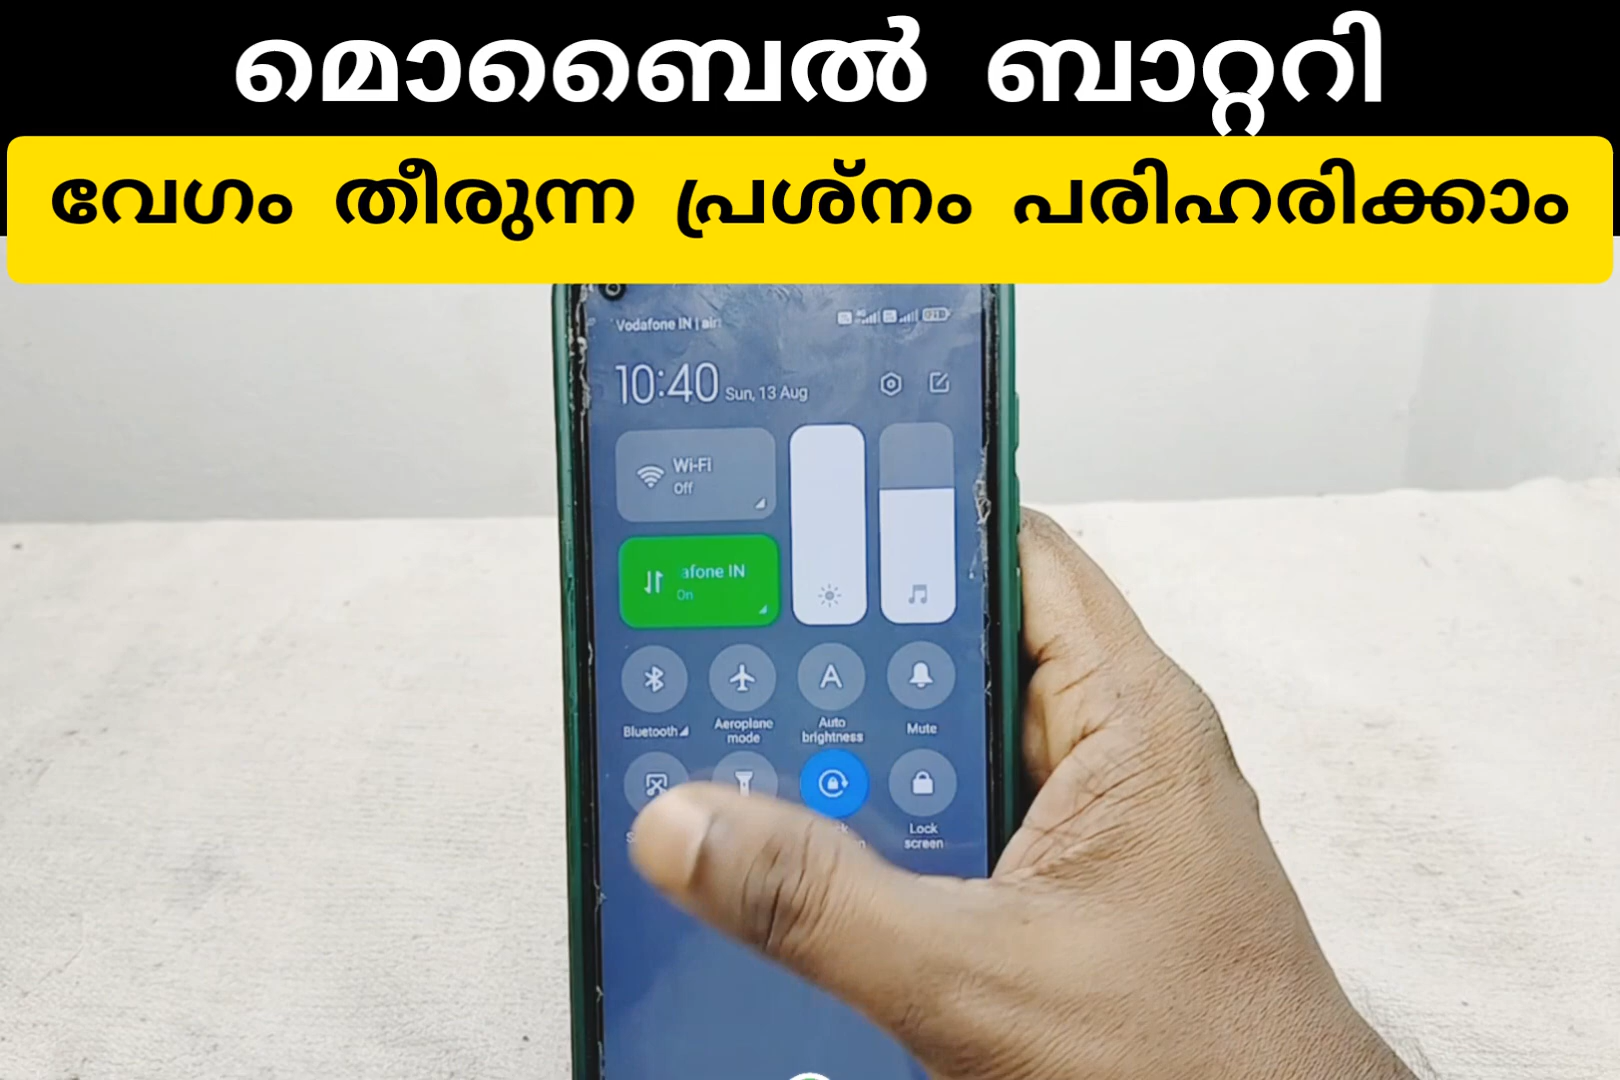 മൊബൈൽ ബാറ്ററി
വേഗം തീരുന്ന പ്രശ്നം പരിഹരിക്കാം
Vodafone IN | air
10:40 Sun, 13 Aug
Wi-Fi
Off
afone IN
On
Bluetooth
Aeroplane mode
Auto brightness
Mute
Lock screen